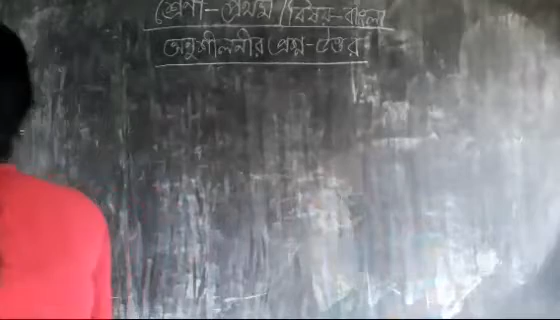 শ্রেণী-প্রথম / বিষয়-বাংলা
অনুশীলনীর প্রশ্ন-উত্তর